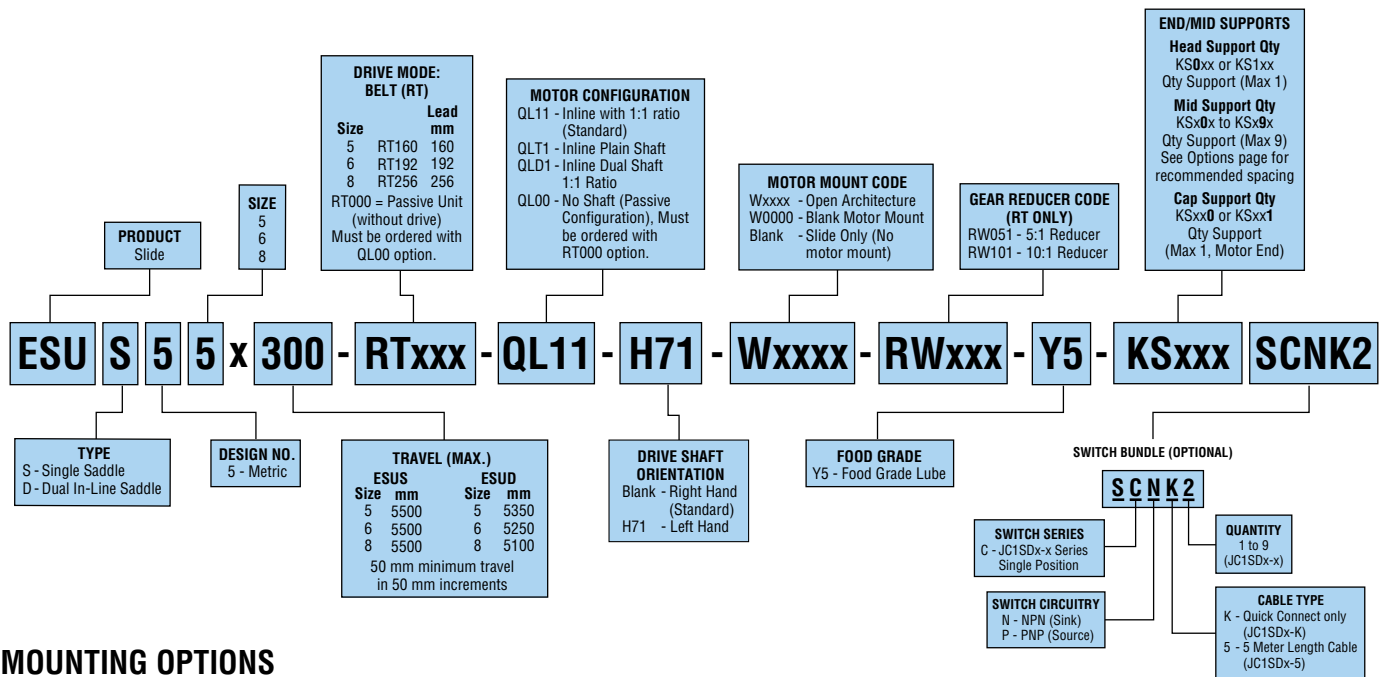 END/MID SUPPORTS
Head Support Qty
KS0xx or KS1xx
Qty Support (Max 1)
Mid Support Qty
KSx0x to KSx9x
Qty Support (Max 9)
See Options page for
recommended spacing
Cap Support Qty
KSxx0 or KSxx1
Qty Support
(Max 1, Motor End)
DRIVE MODE:
BELT (RT)
Lead
Size mm
5 RT160 160
6 RT192 192
8 RT256 256
RT000 = Passive Unit
(without drive)
Must be ordered with
QL00 option.
MOTOR CONFIGURATION
QL11 - Inline with 1:1 ratio
(Standard)
QLT1 - Inline Plain Shaft
QLD1 - Inline Dual Shaft
1:1 Ratio
QL00 - No Shaft (Passive
Configuration), Must
be ordered with
RT000 option.
MOTOR MOUNT CODE
Wxxxx - Open Architecture
W0000 - Blank Motor Mount
Blank - Slide Only (No
motor mount)
GEAR REDUCER CODE
(RT ONLY)
RW051 - 5:1 Reducer
RW101 - 10:1 Reducer
SIZE
5
6
8
PRODUCT
Slide
ESU S 5 5 x 300 - RTxxx - QL11 - H71 - Wxxxx - RWxxx - Y5 - KSxxx SCNK2
TYPE
S - Single Saddle
D - Dual In-Line Saddle
DESIGN NO.
5 - Metric
TRAVEL (MAX.)
ESUS ESUD
Size mm Size mm
5 5500 5 5350
6 5500 6 5250
8 5500 8 5100
50 mm minimum travel
in 50 mm increments
DRIVE SHAFT
ORIENTATION
Blank - Right Hand
(Standard)
H71 - Left Hand
FOOD GRADE
Y5 - Food Grade Lube
SWITCH BUNDLE (OPTIONAL)
S C N K 2
SWITCH SERIES
C - JC1SDx-x Series
Single Position
QUANTITY
1 to 9
(JC1SDx-x)
SWITCH CIRCUITRY
N - NPN (Sink)
P - PNP (Source)
CABLE TYPE
K - Quick Connect only
(JC1SDx-K)
5 - 5 Meter Length Cable
(JC1SDx-5)
MOUNTING OPTIONS